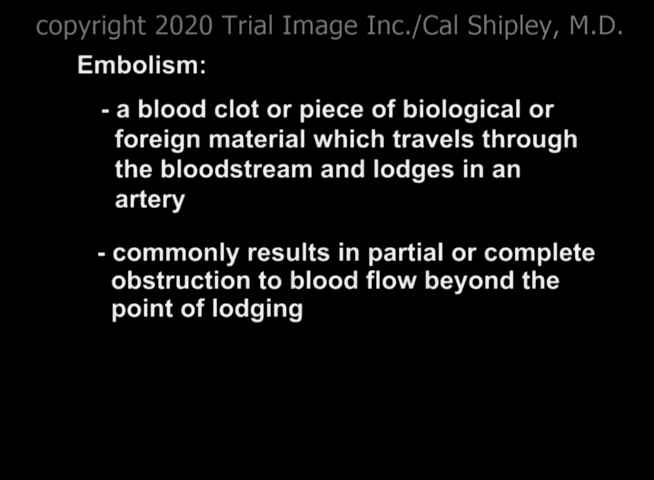 copyright 2020 Trial Image Inc./Cal Shipley, M.D.
Embolism:
- a blood clot or piece of biological or
foreign material which travels through
the bloodstream and lodges in an
artery
- commonly results in partial or complete
obstruction to blood flow beyond the
point of lodging